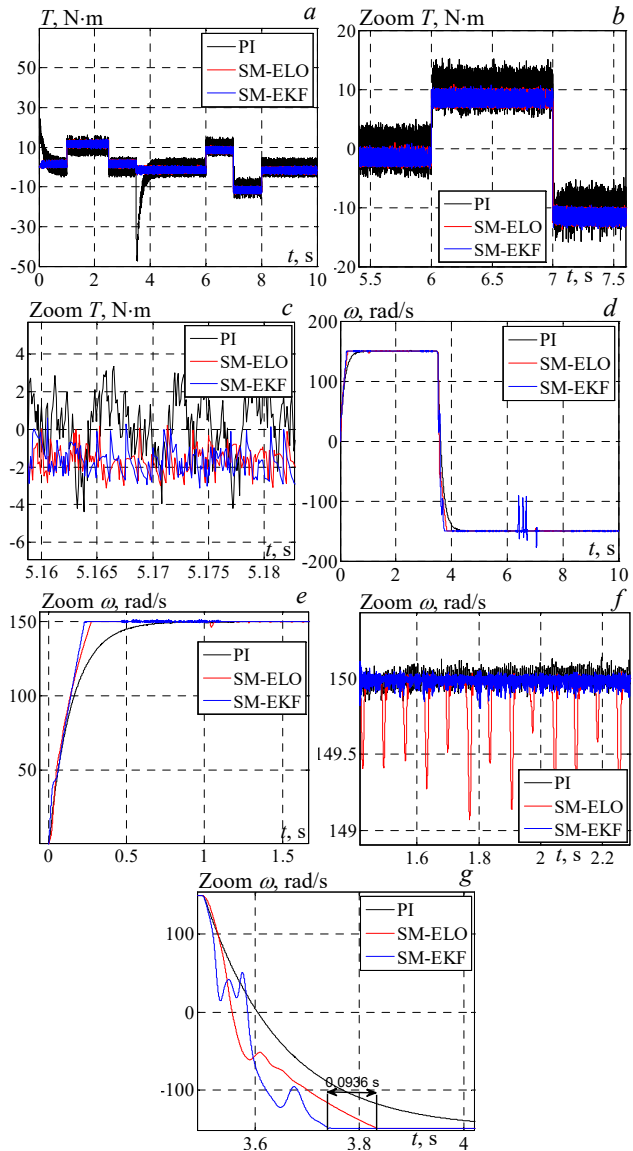 T, N·m a
50
30
10
-10
-30
-50
0 2 4 6 8 10
t, s
PI
SM-ELO
SM-EKF
Zoom T, N·m b
20
10
0
-10
-20
5.5 6 6.5 7 7.5
t, s
PI
SM-ELO
SM-EKF
Zoom T, N·m c
4
2
0
-2
-4
-6
5.16 5.165 5.17 5.175 5.18
t, s
PI
SM-ELO
SM-EKF
ω, rad/s d
150
100
0
-100
-150
0 2 4 6 8 10
t, s
PI
SM-ELO
SM-EKF
Zoom ω, rad/s e
150
100
50
0 0.5 1 1.5
t, s
PI
SM-ELO
SM-EKF
Zoom ω, rad/s f
150
149.5
149
1.6 1.8 2 2.2
t, s
PI
SM-ELO
SM-EKF
Zoom ω, rad/s g
100
0
-100
3.6 3.8 4
t, s
PI
SM-ELO
SM-EKF
0.0936 s